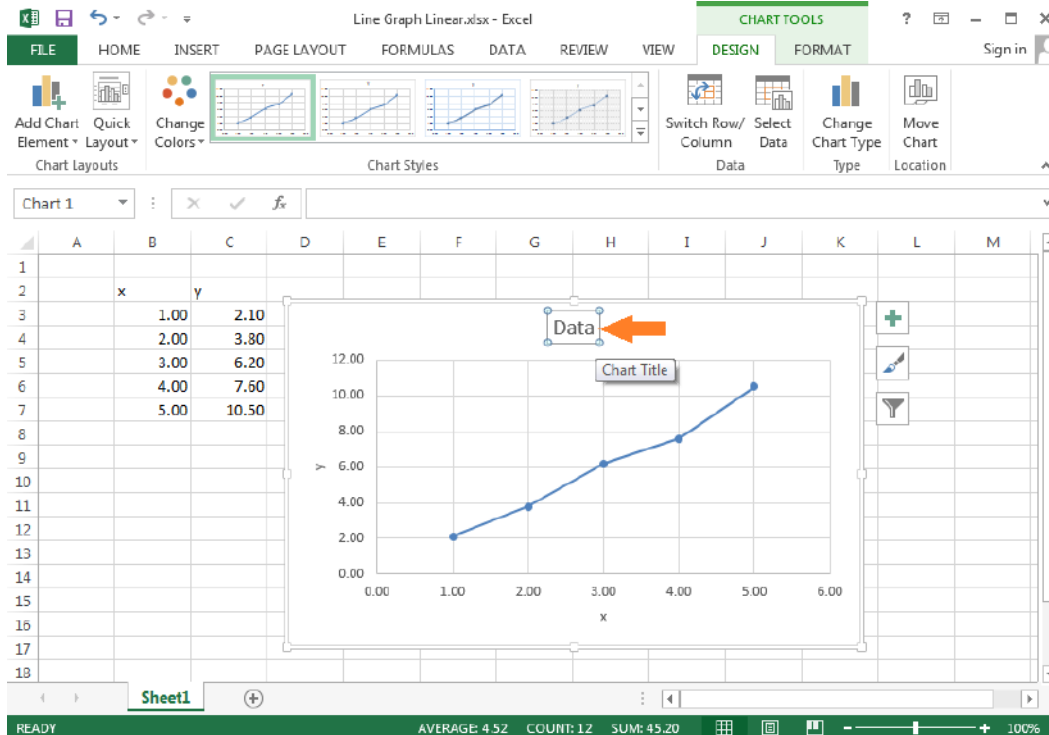 Line Graph Linear.xlsx - Excel
CHART TOOLS
?
FILE HOME INSERT PAGE LAYOUT FORMULAS DATA REVIEW VIEW DESIGN FORMAT Sign in
Add Chart Element
Quick Layout
Change Colors
Switch Row/ Column
Select Data
Change Chart Type
Move Chart
Chart Layouts Chart Styles Data Type Location
Chart 1 fx
A B C D E F G H I J K L M
1
2 x y
3 1.00 2.10
4 2.00 3.80
5 3.00 6.20
6 4.00 7.60
7 5.00 10.50
8
9
10
11
12
13
14
15
16
17
18
Data
Chart Title
12.00
10.00
8.00
6.00
4.00
2.00
0.00
y
0.00 1.00 2.00 3.00 4.00 5.00 6.00
x
Sheet1
READY AVERAGE: 4.52 COUNT: 12 SUM: 45.20 100%